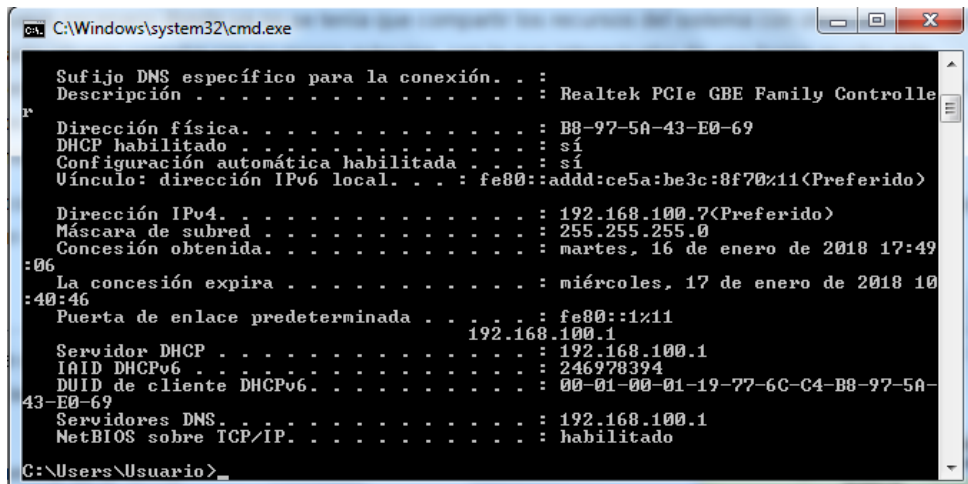 C:\Windows\system32\cmd.exe
Sufijo DNS específico para la conexión. . :
Descripción . . . . . . . . . . . . . . . : Realtek PCIe GBE Family Controlle
r
Dirección física. . . . . . . . . . . . . : B8-97-5A-43-E0-69
DHCP habilitado . . . . . . . . . . . . . : sí
Configuración automática habilitada . . . : sí
Vínculo: dirección IPv6 local. . . : fe80::addd:ce5a:be3c:8f70%11(Preferido)
Dirección IPv4. . . . . . . . . . . . . . : 192.168.100.7(Preferido)
Máscara de subred . . . . . . . . . . . . : 255.255.255.0
Concesión obtenida. . . . . . . . . . . . : martes, 16 de enero de 2018 17:49
:06
La concesión expira . . . . . . . . . . . : miércoles, 17 de enero de 2018 10
:40:46
Puerta de enlace predeterminada . . . . . : fe80::1%11
192.168.100.1
Servidor DHCP . . . . . . . . . . . . . . : 192.168.100.1
IAID DHCPv6 . . . . . . . . . . . . . . . : 246978394
DUID de cliente DHCPv6. . . . . . . . . . : 00-01-00-01-19-77-6C-C4-B8-97-5A-
43-E0-69
Servidores DNS. . . . . . . . . . . . . . : 192.168.100.1
NetBIOS sobre TCP/IP. . . . . . . . . . . : habilitado
C:\Users\Usuario>_